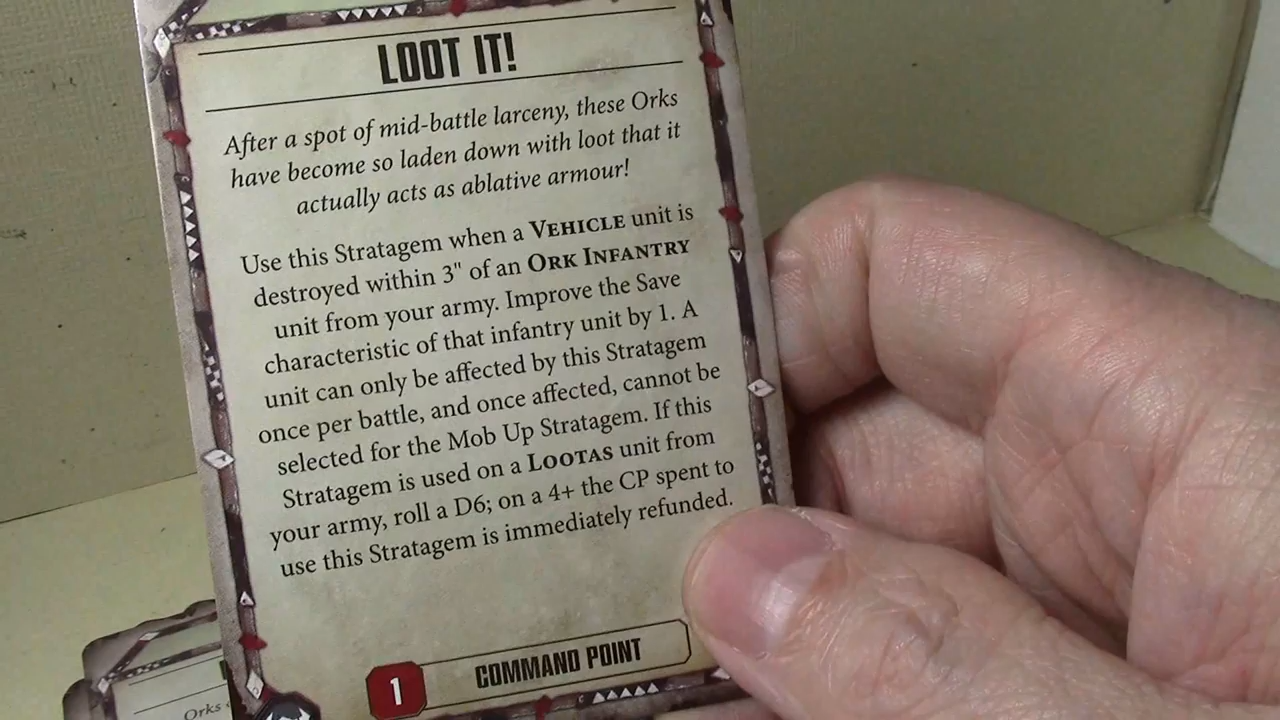 LOOT IT!
After a spot of mid-battle larceny, these Orks
have become so laden down with loot that it
actually acts as ablative armour!
Use this Stratagem when a VEHICLE unit is
destroyed within 3" of an ORK INFANTRY
unit from your army. Improve the Save
characteristic of that infantry unit by 1. A
unit can only be affected by this Stratagem
once per battle, and once affected, cannot be
selected for the Mob Up Stratagem. If this
Stratagem is used on a LOOTAS unit from
your army, roll a D6; on a 4+ the CP spent to
use this Stratagem is immediately refunded.
1 COMMAND POINT
Orks